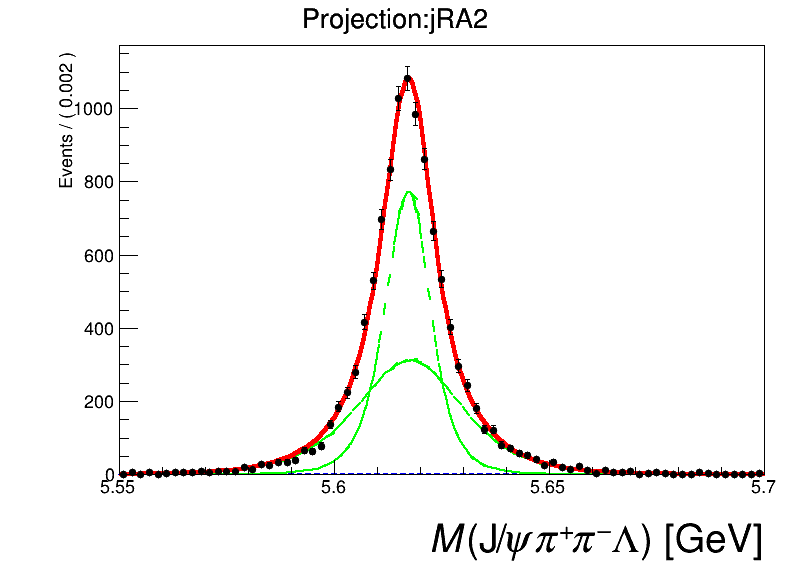 Projection:jRA2
Events / ( 0.002 )
1000
800
600
400
200
0
5.55 5.6 5.65 5.7
M(J/ψπ⁺π⁻Λ) [GeV]